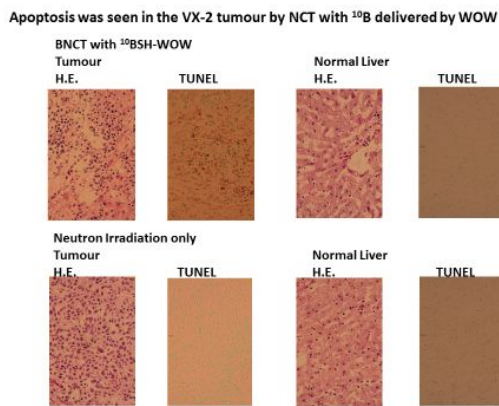 Apoptosis was seen in the VX-2 tumour by NCT with ¹⁰B delivered by WOW
BNCT with ¹⁰BSH-WOW
Tumour Normal Liver
H.E. TUNEL H.E. TUNEL
Neutron Irradiation only
Tumour Normal Liver
H.E. TUNEL H.E. TUNEL